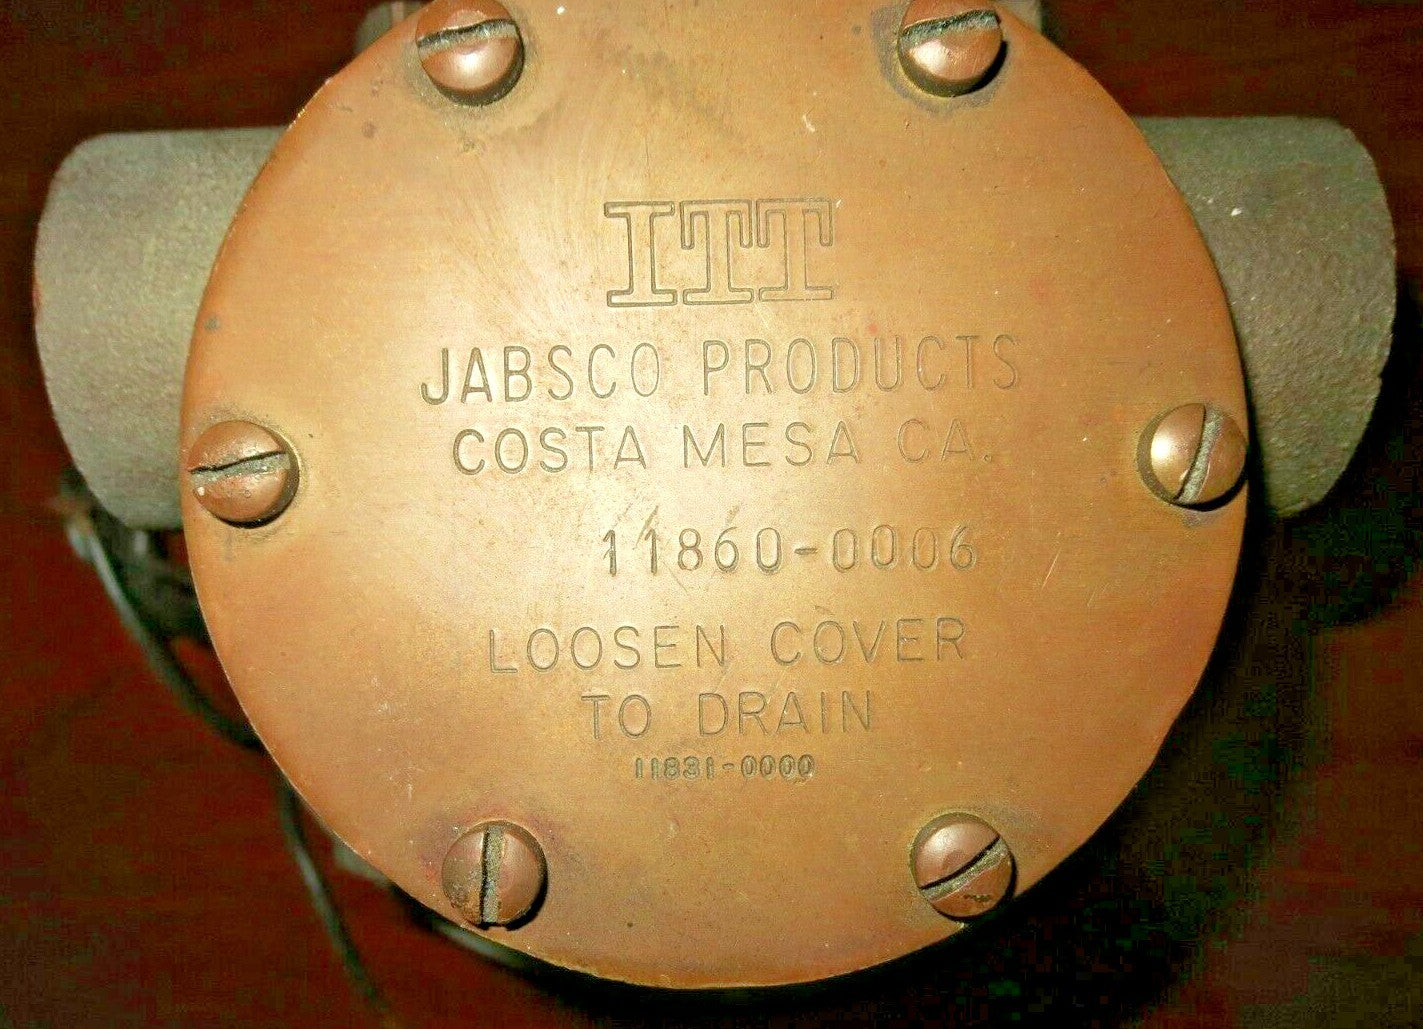 ITT
JABSCO PRODUCTS
COSTA MESA CA.
11860-0006
LOOSEN COVER
TO DRAIN
11831-0000